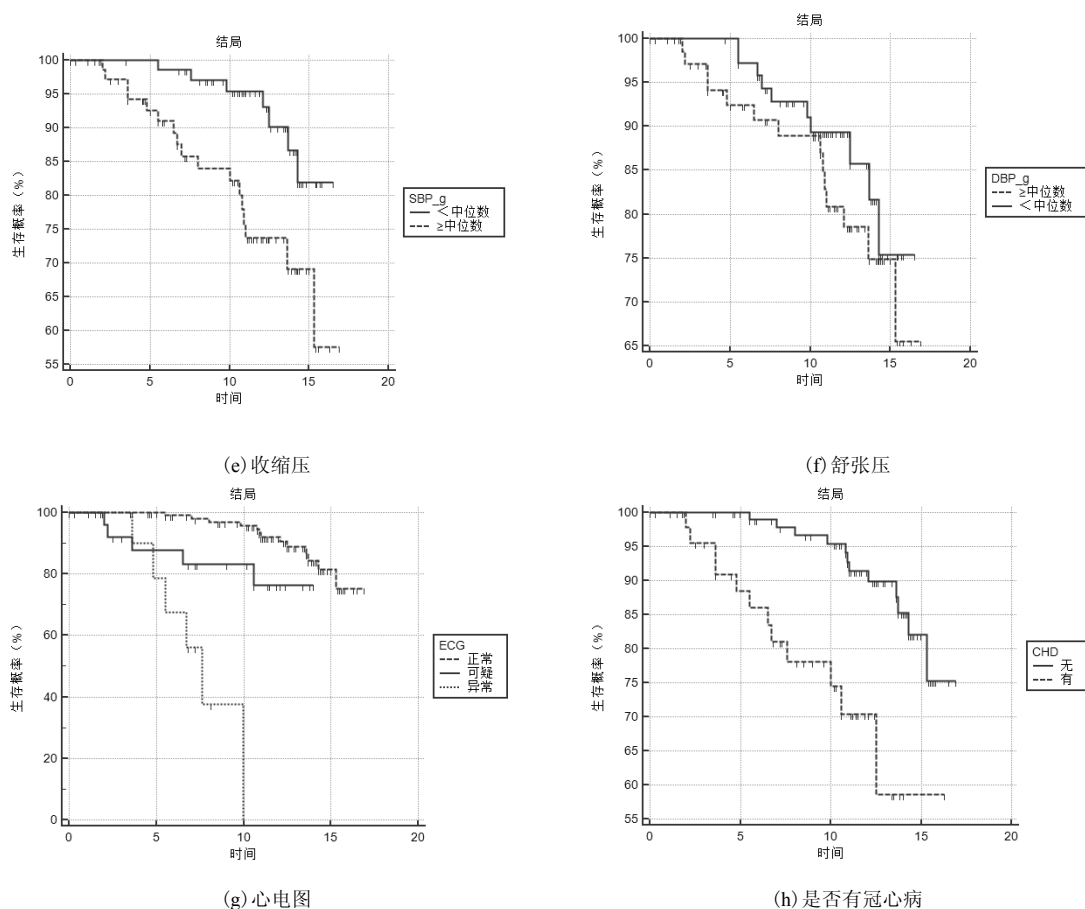 结局
100
95
90
85
80
75
70
65
60
55
生存概率（%）
0 5 10 15 20
时间
SBP_g
＜中位数
≥中位数
(e)收缩压
结局
100
95
90
85
80
75
70
65
生存概率（%）
0 5 10 15 20
时间
DBP_g
≥中位数
＜中位数
(f)舒张压
结局
100
80
60
40
20
0
生存概率（%）
0 5 10 15 20
时间
ECG
正常
可疑
异常
(g)心电图
结局
100
95
90
85
80
75
70
65
60
55
生存概率（%）
0 5 10 15 20
时间
CHD
无
有
(h)是否有冠心病